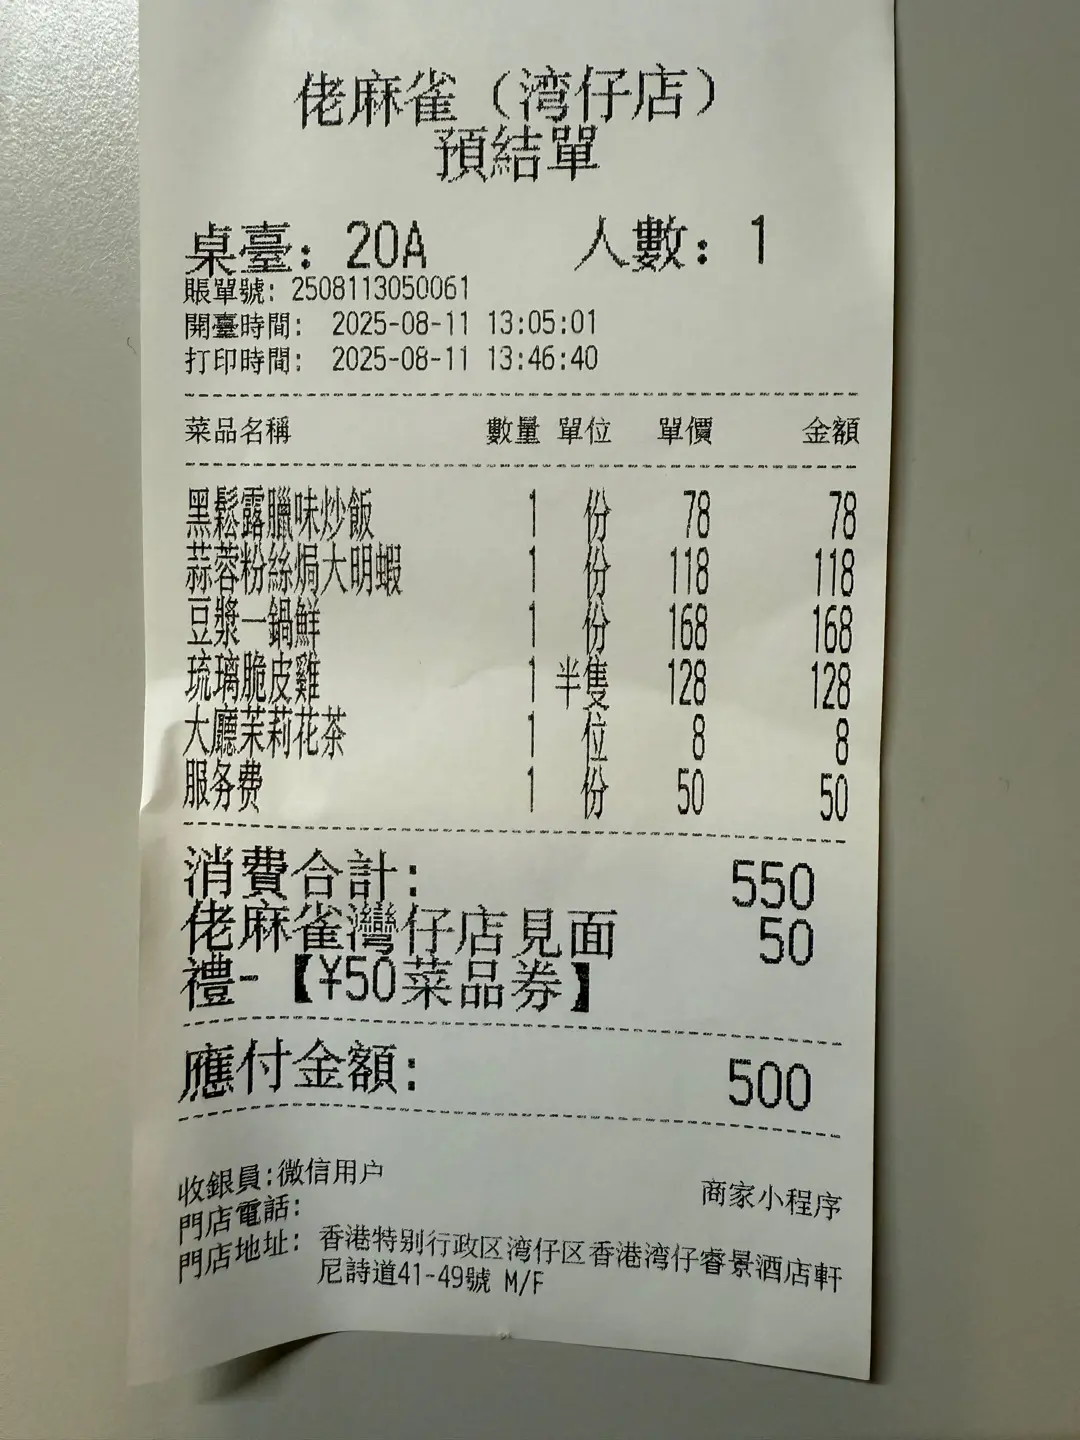 佬麻雀（湾仔店）
預結單
桌臺：20A 人數：1
賬單號：2508113050061
開臺時間： 2025-08-11 13:05:01
打印時間： 2025-08-11 13:46:40
菜品名稱 數量 單位 單價 金額
黑鬆露臘味炒飯 1 份 78 78
蒜蓉粉絲焗大明蝦 1 份 118 118
豆漿一鍋鮮 1 份 168 168
琉璃脆皮雞 1 半隻 128 128
大廳茉莉花茶 1 位 8 8
服务费 1 份 50 50
消費合計： 550
佬麻雀灣仔店見面 50
禮-【¥50菜品券】
應付金額： 500
收銀員：微信用户 商家小程序
門店電話：
門店地址： 香港特别行政区湾仔区香港湾仔睿景酒店軒
尼詩道41-49號 M/F